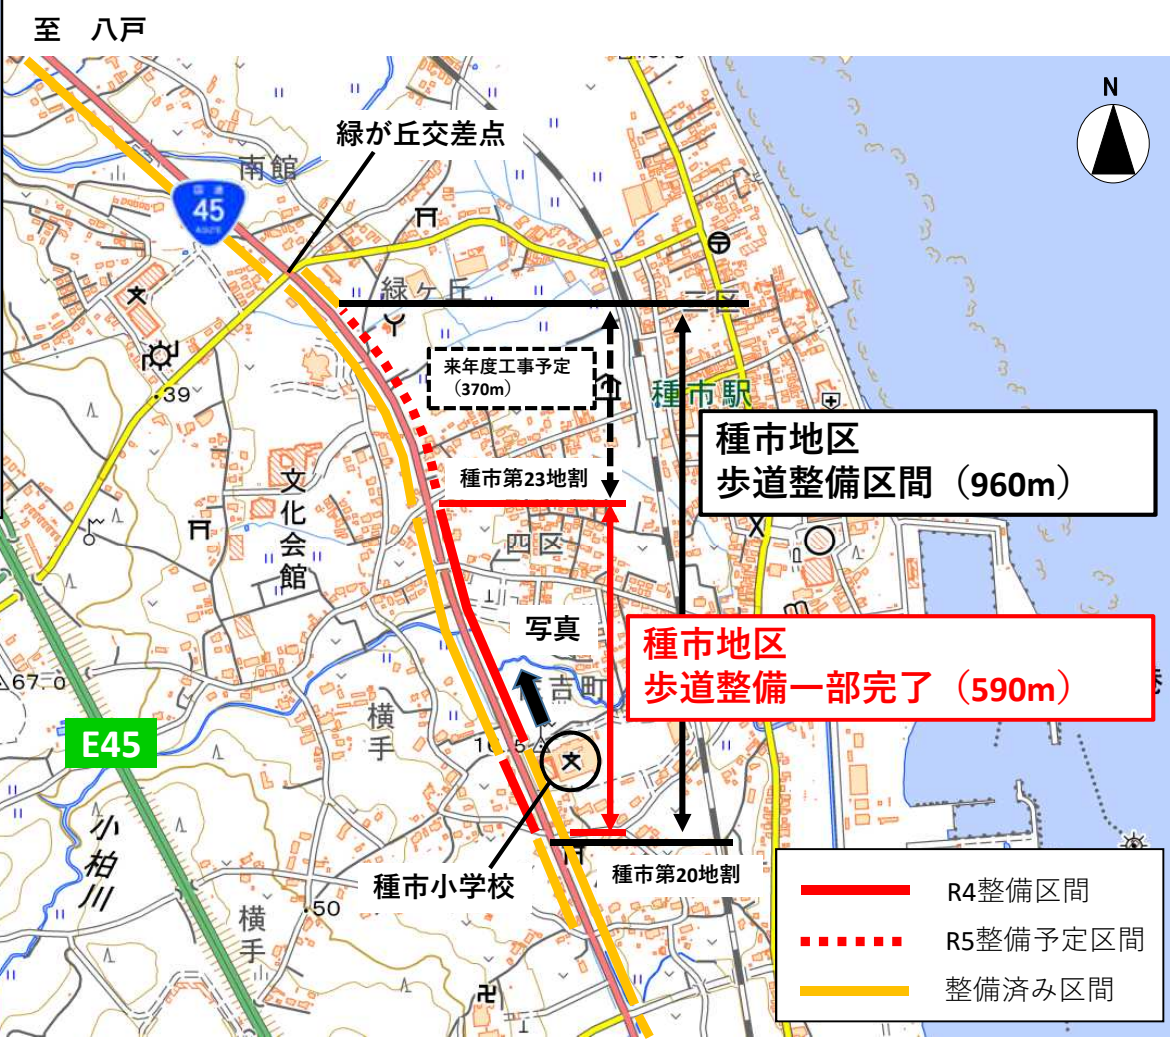 至 八戸
N
緑が丘交差点
南館
国道
45
緑ヶ丘
二区
来年度工事予定
（370m）
39
種市駅
種市地区
歩道整備区間（960m）
種市第23地割
文化会館
四区
写真
種市地区
歩道整備一部完了（590m）
67.0
吉町
横手
E45
小柏川
種市小学校
種市第20地割
50
横手
R4整備区間
R5整備予定区間
整備済み区間